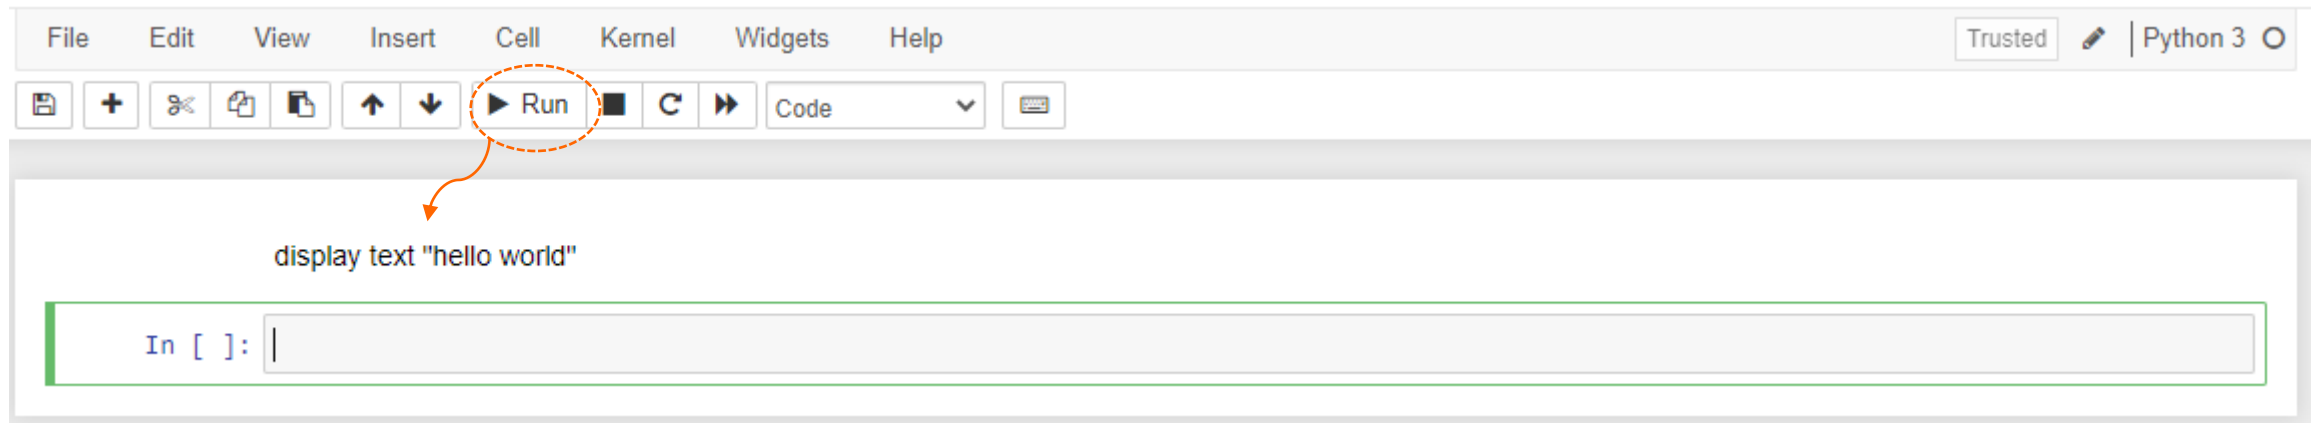 File Edit View Insert Cell Kernel Widgets Help Trusted Python 3
Run Code
display text "hello world"
In [ ]: